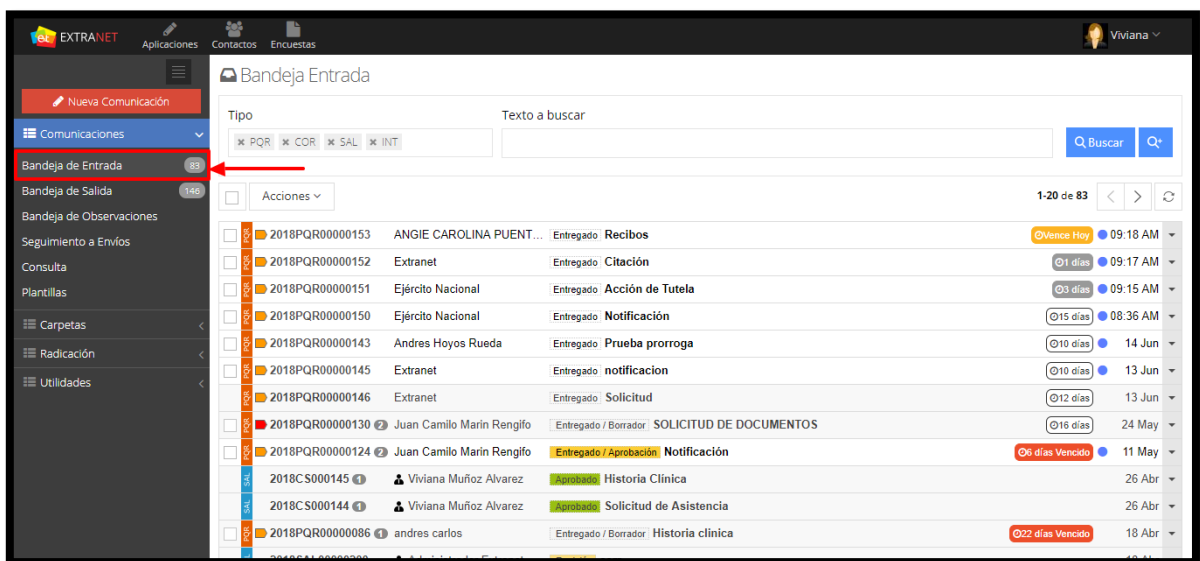 et EXTRANET Aplicaciones Contactos Encuestas Viviana
Bandeja Entrada
Nueva Comunicación
Tipo Texto a buscar
Comunicaciones
PQR COR SAL INT Buscar
Bandeja de Entrada 83
Bandeja de Salida 146
Acciones 1-20 de 83
Bandeja de Observaciones
Seguimiento a Envíos
Consulta
Plantillas
Carpetas
Radicación
Utilidades
PQR 2018PQR00000153 ANGIE CAROLINA PUENT... Entregado Recibos Vence Hoy 09:18 AM
PQR 2018PQR00000152 Extranet Entregado Citación 1 días 09:17 AM
PQR 2018PQR00000151 Ejército Nacional Entregado Acción de Tutela 3 días 09:15 AM
PQR 2018PQR00000150 Ejército Nacional Entregado Notificación 15 días 08:36 AM
PQR 2018PQR00000143 Andres Hoyos Rueda Entregado Prueba prorroga 10 días 14 Jun
PQR 2018PQR00000145 Extranet Entregado notificacion 10 días 13 Jun
PQR 2018PQR00000146 Extranet Entregado Solicitud 12 días 13 Jun
PQR 2018PQR00000130 2 Juan Camilo Marin Rengifo Entregado / Borrador SOLICITUD DE DOCUMENTOS 16 días 24 May
PQR 2018PQR00000124 2 Juan Camilo Marin Rengifo Entregado / Aprobación Notificación 6 días Vencido 11 May
SAL 2018CS000145 1 Viviana Muñoz Alvarez Aprobado Historia Clínica 26 Abr
SAL 2018CS000144 1 Viviana Muñoz Alvarez Aprobado Solicitud de Asistencia 26 Abr
PQR 2018PQR00000086 1 andres carlos Entregado / Borrador Historia clinica 22 días Vencido 18 Abr